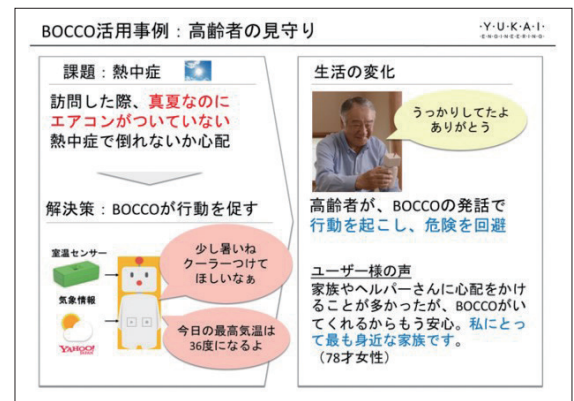 BOCCO活用事例：高齢者の見守り
·Y·U·K·A·I·
·E·N·G·I·N·E·E·R·I·N·G·
課題：熱中症
訪問した際、真夏なのに
エアコンがついていない
熱中症で倒れないか心配
解決策：BOCCOが行動を促す
室温センサー
気象情報
YAHOO!
少し暑いね
クーラーつけて
ほしいなぁ
今日の最高気温は
36度になるよ
生活の変化
うっかりしてたよ
ありがとう
高齢者が、BOCCOの発話で
行動を起こし、危険を回避
ユーザー様の声
家族やヘルパーさんに心配をかけ
ることが多かったが、BOCCOがい
てくれるからもう安心。私にとっ
て最も身近な家族です。
（78才女性）